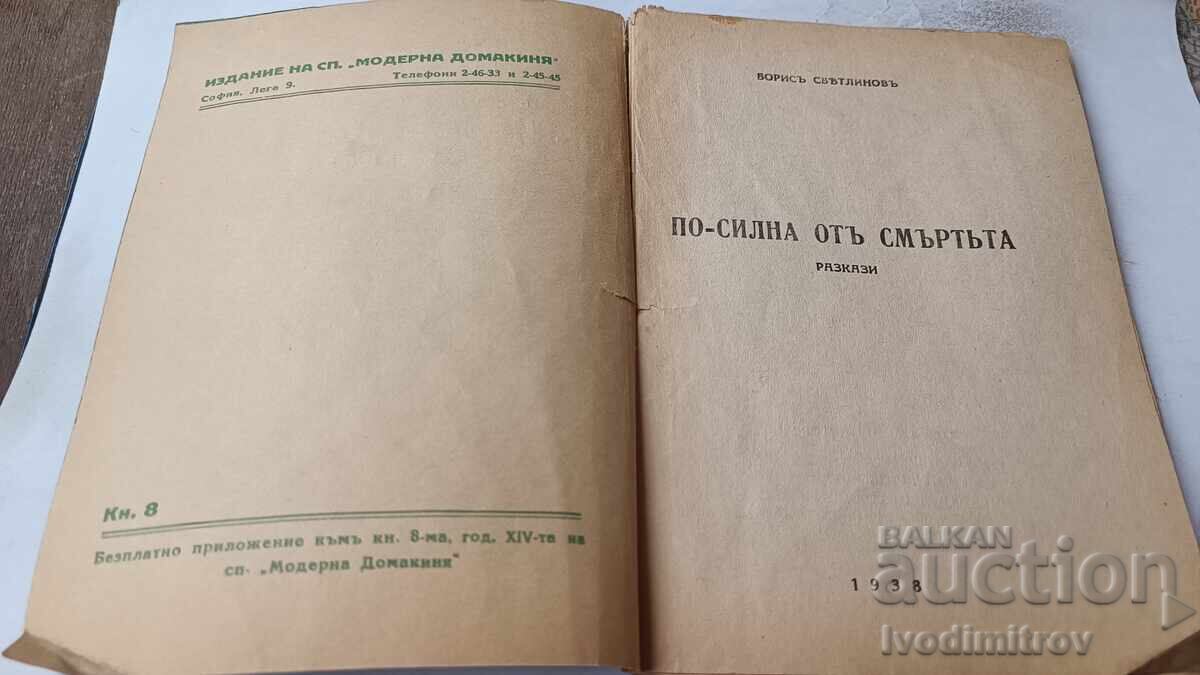 ИЗДАНИЕ НА СП. „МОДЕРНА ДОМАКИНЯ"
София, Леге 9. Телефони 2-46-33 и 2-45-45
Кн. 8
Безплатно приложение къмъ кн. 8-ма, год. XIV-та на
сп. „Модерна Домакиня"
БОРИСЪ СВѢТЛИНОВЪ
ПО-СИЛНА ОТЪ СМЪРТЬТА
РАЗКАЗИ
1938
BALKAN
auction
Ivodimitrov